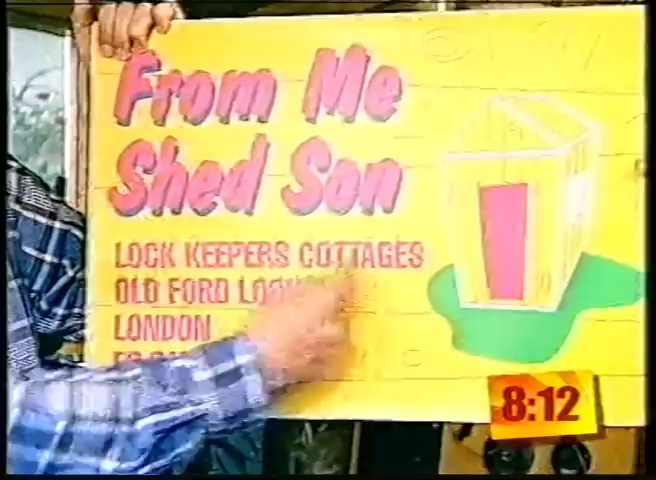 From Me
Shed Son
LOCK KEEPERS COTTAGES
OLD FORD
LONDON
8:12